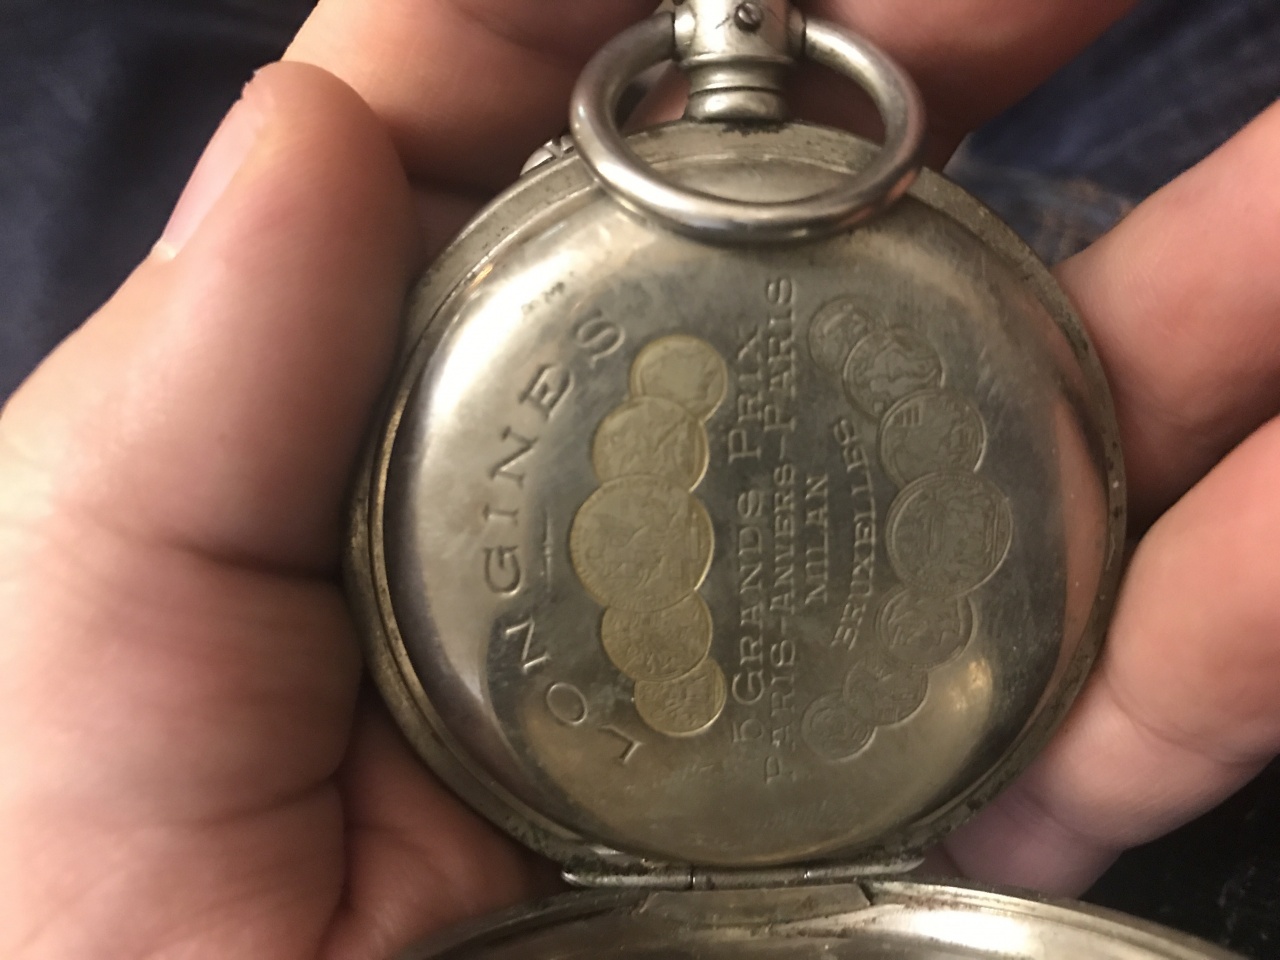 LONGINES
5 GRANDS PRIX
PARIS-ANVERS-PARIS
MILAN
BRUXELLES